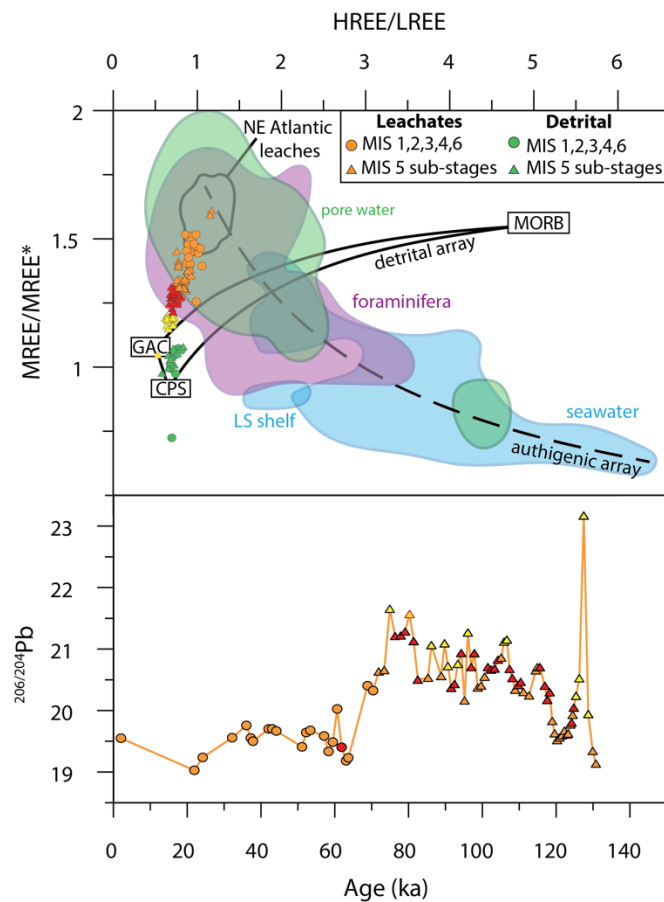 HREE/LREE
0 1 2 3 4 5 6
2
1.5
1
MREE/MREE*
NE Atlantic
leaches
Leachates
MIS 1,2,3,4,6
MIS 5 sub-stages
Detrital
MIS 1,2,3,4,6
MIS 5 sub-stages
pore water
MORB
detrital array
foraminifera
GAC
CPS
LS shelf
seawater
authigenic array
23
22
21
20
19
206/204Pb
0 20 40 60 80 100 120 140
Age (ka)